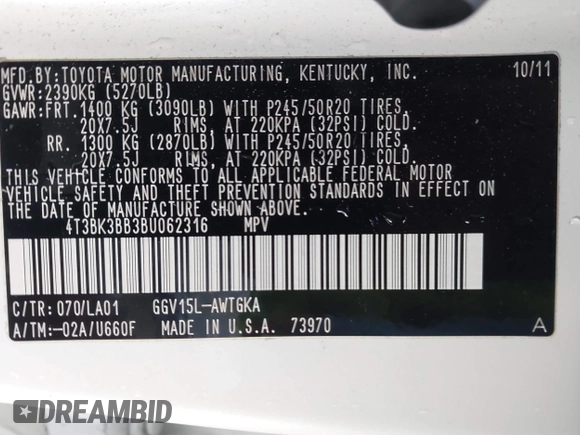 MFD.BY:TOYOTA MOTOR MANUFACTURING, KENTUCKY, INC. 10/11
GVWR:2390KG (5270LB)
GAWR:FRT. 1400 KG (3090LB) WITH P245/50R20 TIRES,
20X7.5J RIMS, AT 220KPA (32PSI) COLD.
RR. 1300 KG (2870LB) WITH P245/50R20 TIRES,
20X7.5J RIMS, AT 220KPA (32PSI) COLD.
THIS VEHICLE CONFORMS TO ALL APPLICABLE FEDERAL MOTOR
VEHICLE SAFETY AND THEFT PREVENTION STANDARDS IN EFFECT ON
THE DATE OF MANUFACTURE SHOWN ABOVE.
4T3BK3BB3BU062316 MPV
C/TR: 070/LA01 GGV15L-AWTGKA
A/TM:-02A/U660F MADE IN U.S.A. 73970 A
DREAMBID